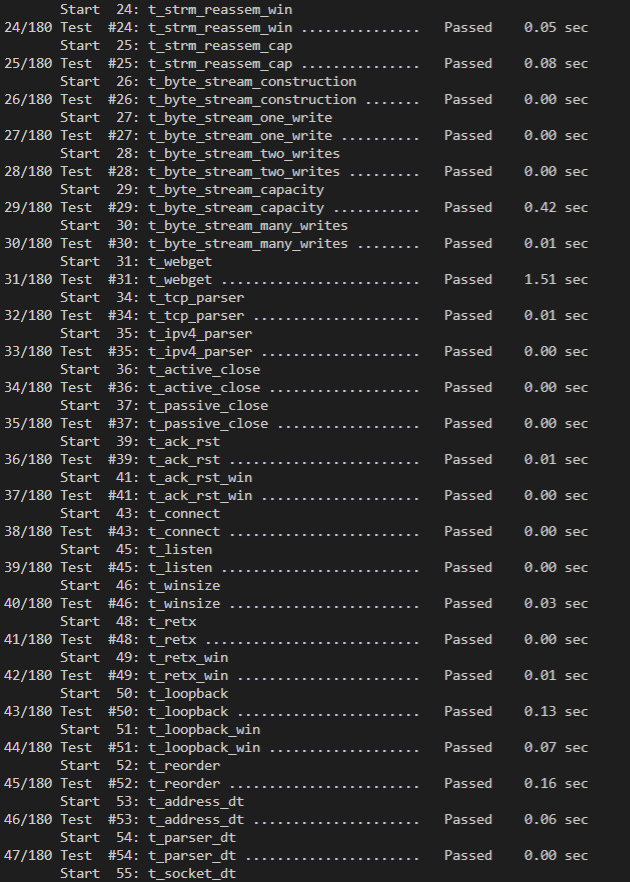 Start  24: t_strm_reassem_win
24/180 Test  #24: t_strm_reassem_win ...............   Passed    0.05 sec
Start  25: t_strm_reassem_cap
25/180 Test  #25: t_strm_reassem_cap ...............   Passed    0.08 sec
Start  26: t_byte_stream_construction
26/180 Test  #26: t_byte_stream_construction .......   Passed    0.00 sec
Start  27: t_byte_stream_one_write
27/180 Test  #27: t_byte_stream_one_write ..........   Passed    0.00 sec
Start  28: t_byte_stream_two_writes
28/180 Test  #28: t_byte_stream_two_writes .........   Passed    0.00 sec
Start  29: t_byte_stream_capacity
29/180 Test  #29: t_byte_stream_capacity ...........   Passed    0.42 sec
Start  30: t_byte_stream_many_writes
30/180 Test  #30: t_byte_stream_many_writes ........   Passed    0.01 sec
Start  31: t_webget
31/180 Test  #31: t_webget .........................   Passed    1.51 sec
Start  34: t_tcp_parser
32/180 Test  #34: t_tcp_parser .....................   Passed    0.01 sec
Start  35: t_ipv4_parser
33/180 Test  #35: t_ipv4_parser ....................   Passed    0.00 sec
Start  36: t_active_close
34/180 Test  #36: t_active_close ...................   Passed    0.00 sec
Start  37: t_passive_close
35/180 Test  #37: t_passive_close ..................   Passed    0.00 sec
Start  39: t_ack_rst
36/180 Test  #39: t_ack_rst ........................   Passed    0.01 sec
Start  41: t_ack_rst_win
37/180 Test  #41: t_ack_rst_win ....................   Passed    0.00 sec
Start  43: t_connect
38/180 Test  #43: t_connect ........................   Passed    0.00 sec
Start  45: t_listen
39/180 Test  #45: t_listen .........................   Passed    0.00 sec
Start  46: t_winsize
40/180 Test  #46: t_winsize ........................   Passed    0.03 sec
Start  48: t_retx
41/180 Test  #48: t_retx ...........................   Passed    0.00 sec
Start  49: t_retx_win
42/180 Test  #49: t_retx_win .......................   Passed    0.01 sec
Start  50: t_loopback
43/180 Test  #50: t_loopback .......................   Passed    0.13 sec
Start  51: t_loopback_win
44/180 Test  #51: t_loopback_win ...................   Passed    0.07 sec
Start  52: t_reorder
45/180 Test  #52: t_reorder ........................   Passed    0.16 sec
Start  53: t_address_dt
46/180 Test  #53: t_address_dt .....................   Passed    0.06 sec
Start  54: t_parser_dt
47/180 Test  #54: t_parser_dt ......................   Passed    0.00 sec
Start  55: t_socket_dt